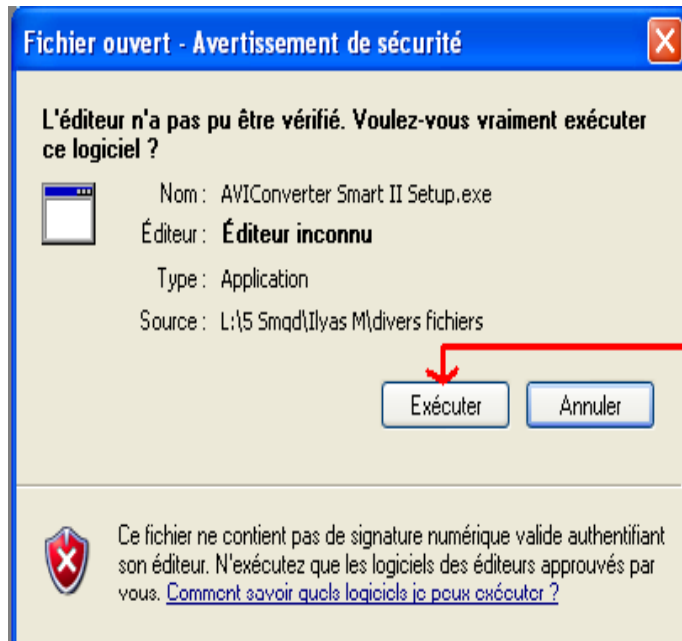 Fichier ouvert - Avertissement de sécurité
L'éditeur n'a pas pu être vérifié. Voulez-vous vraiment exécuter
ce logiciel ?
Nom : AVIConverter Smart II Setup.exe
Éditeur : Éditeur inconnu
Type : Application
Source : L:\5 Smqd\Ilyas M\divers fichiers
Exécuter Annuler
Ce fichier ne contient pas de signature numérique valide authentifiant
son éditeur. N'exécutez que les logiciels des éditeurs approuvés par
vous. Comment savoir quels logiciels je peux exécuter ?